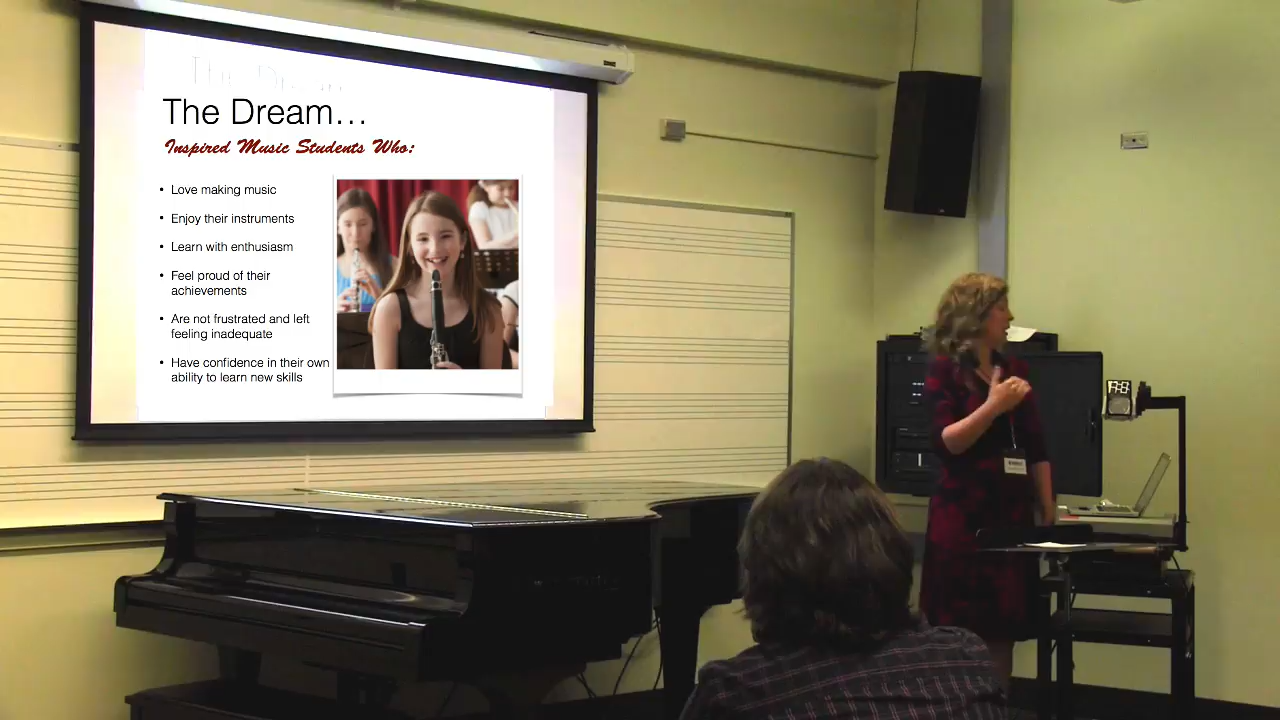 The Dream…
Inspired Music Students Who:
• Love making music
• Enjoy their instruments
• Learn with enthusiasm
• Feel proud of their
achievements
• Are not frustrated and left
feeling inadequate
• Have confidence in their own
ability to learn new skills